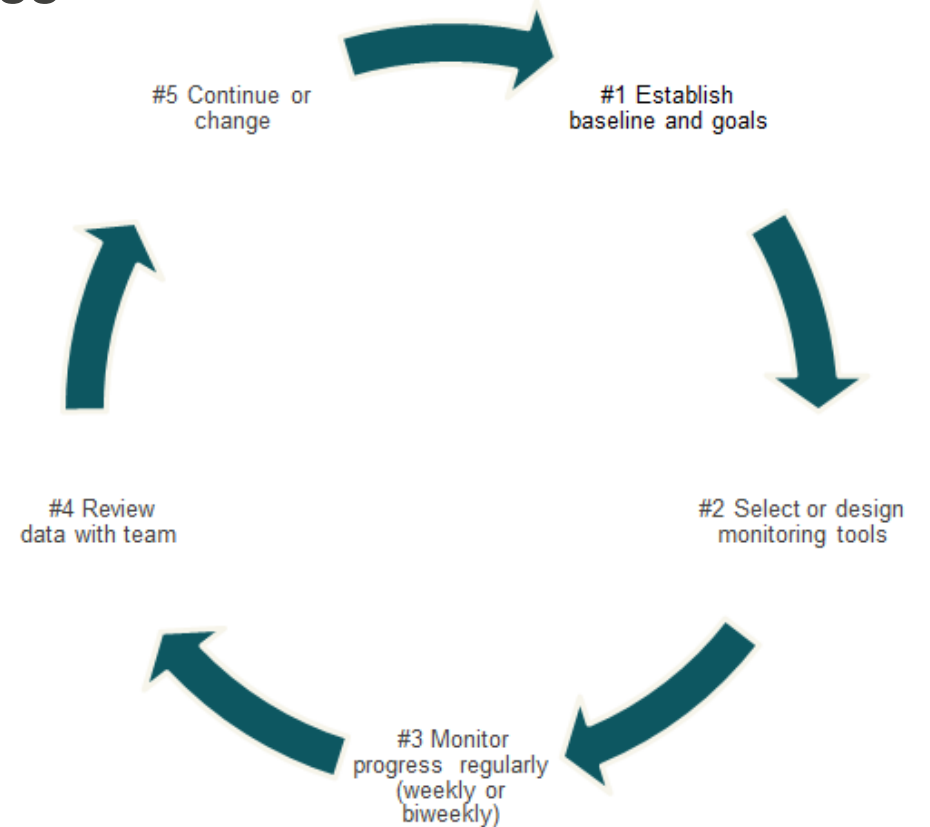 #1 Establish
baseline and goals
#2 Select or design
monitoring tools
#3 Monitor
progress regularly
(weekly or
biweekly)
#4 Review
data with team
#5 Continue or
change